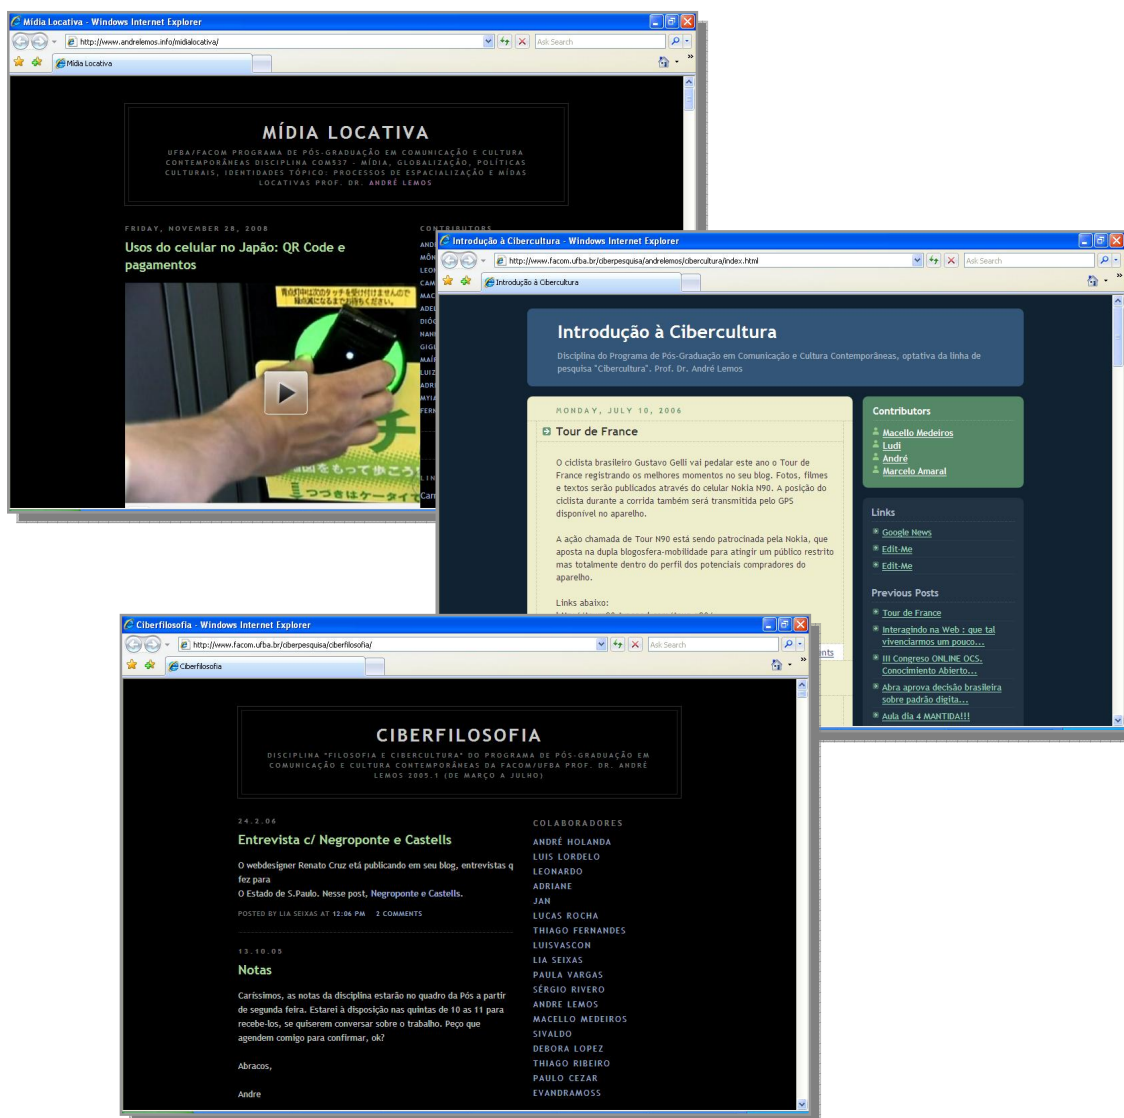 Mídia Locativa - Windows Internet Explorer
http://www.andrelemos.info/midialocativa/
Ask Search
Mídia Locativa
MÍDIA LOCATIVA
UFBA/FACOM PROGRAMA DE PÓS-GRADUAÇÃO EM COMUNICAÇÃO E CULTURA
CONTEMPORÂNEAS DISCIPLINA COM537 - MÍDIA, GLOBALIZAÇÃO, POLÍTICAS
CULTURAIS, IDENTIDADES TÓPICO: PROCESSOS DE ESPACIALIZAÇÃO E MÍDAS
LOCATIVAS PROF. DR. ANDRÉ LEMOS
FRIDAY, NOVEMBER 28, 2008
Usos do celular no Japão: QR Code e
pagamentos
CONTRIBUTORS
Introdução à Cibercultura - Windows Internet Explorer
http://www.facom.ufba.br/ciberpesquisa/andrelemos/cibercultura/index.html
Ask Search
Introdução à Cibercultura
Introdução à Cibercultura
Disciplina do Programa de Pós-Graduação em Comunicação e Cultura Contemporâneas, optativa da linha de
pesquisa "Cibercultura". Prof. Dr. André Lemos
MONDAY, JULY 10, 2006
Tour de France
O ciclista brasileiro Gustavo Gelli vai pedalar este ano o Tour de
France registrando os melhores momentos no seu blog. Fotos, filmes
e textos serão publicados através do celular Nokia N90. A posição do
ciclista durante a corrida também será transmitida pelo GPS
disponível no aparelho.
A ação chamada de Tour N90 está sendo patrocinada pela Nokia, que
aposta na dupla blogosfera-mobilidade para atingir um público restrito
mas totalmente dentro do perfil dos potenciais compradores do
aparelho.
Links abaixo:
Contributors
Macello Medeiros
Ludi
André
Marcelo Amaral
Links
Google News
Edit-Me
Edit-Me
Previous Posts
Tour de France
Interagindo na Web : que tal
vivenciarmos um pouco...
III Congreso ONLINE OCS.
Conocimiento Abierto...
Abra aprova decisão brasileira
sobre padrão digita...
Aula dia 4 MANTIDA!!!
Ciberfilosofia - Windows Internet Explorer
http://www.facom.ufba.br/ciberpesquisa/ciberfilosofia/
Ask Search
Ciberfilosofia
CIBERFILOSOFIA
DISCIPLINA "FILOSOFIA E CIBERCULTURA" DO PROGRAMA DE PÓS-GRADUAÇÃO EM
COMUNICAÇÃO E CULTURA CONTEMPORÂNEAS DA FACOM/UFBA PROF. DR. ANDRÉ
LEMOS 2005.1 (DE MARÇO A JULHO)
24.2.06
Entrevista c/ Negroponte e Castells
O webdesigner Renato Cruz etá publicando em seu blog, entrevistas q
fez para
O Estado de S.Paulo. Nesse post, Negroponte e Castells.
POSTED BY LIA SEIXAS AT 12:06 PM 2 COMMENTS
13.10.05
Notas
Caríssimos, as notas da disciplina estarão no quadro da Pós a partir
de segunda feira. Estarei à disposição nas quintas de 10 as 11 para
recebe-los, se quiserem conversar sobre o trabalho. Peço que
agendem comigo para confirmar, ok?
Abracos,
Andre
COLABORADORES
ANDRÉ HOLANDA
LUIS LORDELO
LEONARDO
ADRIANE
JAN
LUCAS ROCHA
THIAGO FERNANDES
LUISVASCON
LIA SEIXAS
PAULA VARGAS
SÉRGIO RIVERO
ANDRE LEMOS
MACELLO MEDEIROS
SIVALDO
DEBORA LOPEZ
THIAGO RIBEIRO
PAULO CEZAR
EVANDRAMOSS